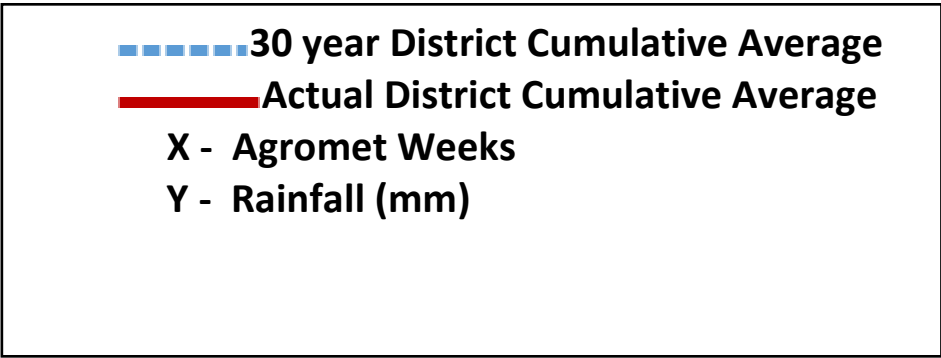 30 year District Cumulative Average
Actual District Cumulative Average
X - Agromet Weeks
Y - Rainfall (mm)